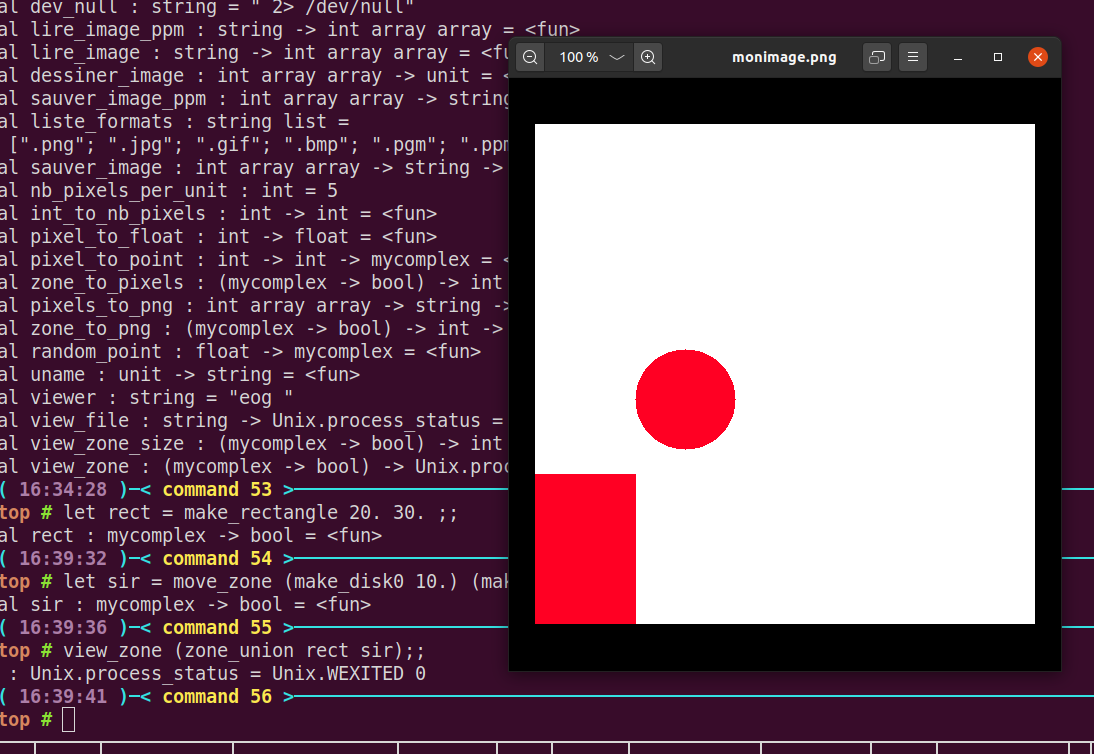 al dev_null : string = " 2> /dev/null"
al lire_image_ppm : string -> int array array = <fun>
al lire_image : string -> int array array = <fu
al dessiner_image : int array array -> unit = <
al sauver_image_ppm : int array array -> string
al liste_formats : string list =
[".png"; ".jpg"; ".gif"; ".bmp"; ".pgm"; ".ppm
al sauver_image : int array array -> string ->
al nb_pixels_per_unit : int = 5
al int_to_nb_pixels : int -> int = <fun>
al pixel_to_float : int -> float = <fun>
al pixel_to_point : int -> int -> mycomplex = <
al zone_to_pixels : (mycomplex -> bool) -> int
al pixels_to_png : int array array -> string ->
al zone_to_png : (mycomplex -> bool) -> int ->
al random_point : float -> mycomplex = <fun>
al uname : unit -> string = <fun>
al viewer : string = "eog "
al view_file : string -> Unix.process_status =
al view_zone_size : (mycomplex -> bool) -> int
al view_zone : (mycomplex -> bool) -> Unix.proc
( 16:34:28 )─< command 53 >
top # let rect = make_rectangle 20. 30. ;;
al rect : mycomplex -> bool = <fun>
( 16:39:32 )─< command 54 >
top # let sir = move_zone (make_disk0 10.) (mak
al sir : mycomplex -> bool = <fun>
( 16:39:36 )─< command 55 >
top # view_zone (zone_union rect sir);;
: Unix.process_status = Unix.WEXITED 0
( 16:39:41 )─< command 56 >
top #
100 %
monimage.png